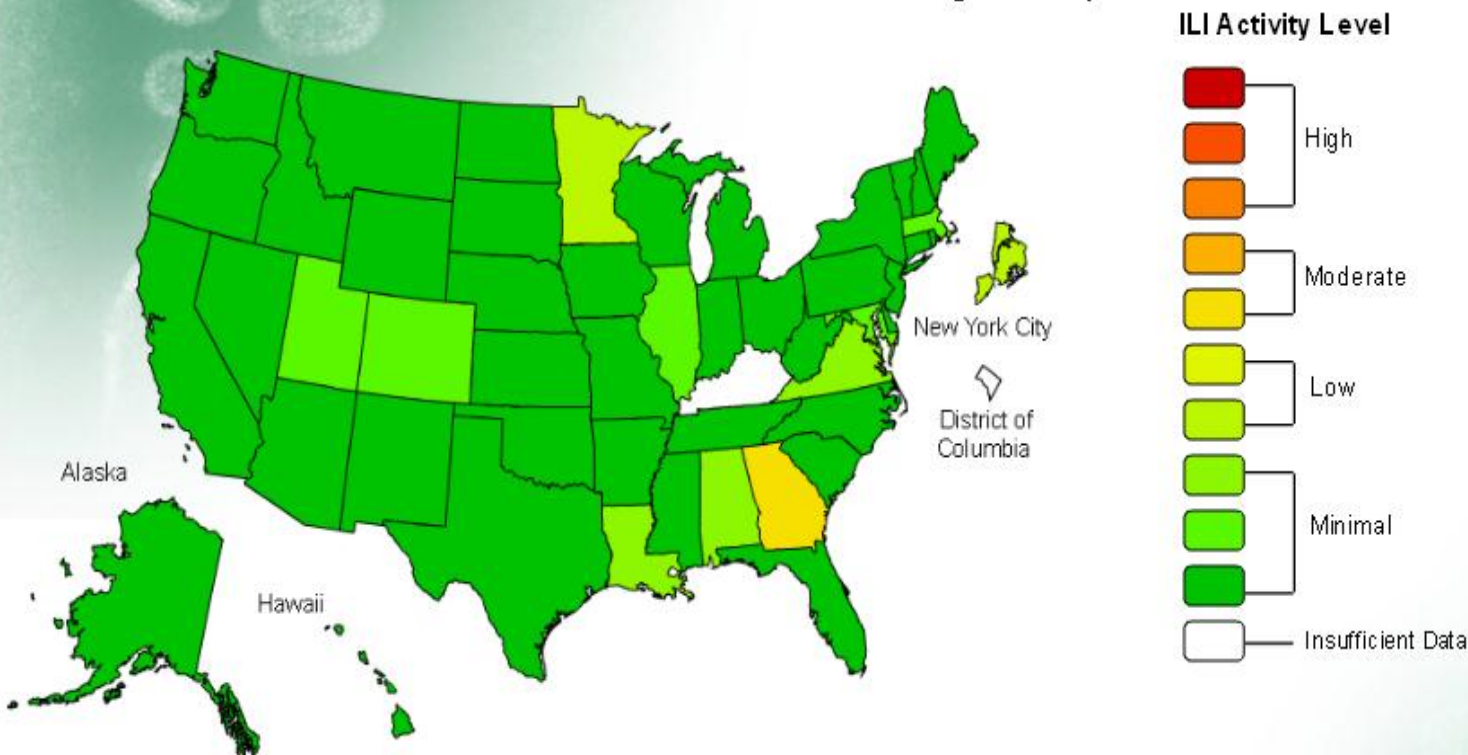 ILI Activity Level
High
Moderate
New York City
Low
District of
Columbia
Alaska
Minimal
Hawaii
Insufficient Data